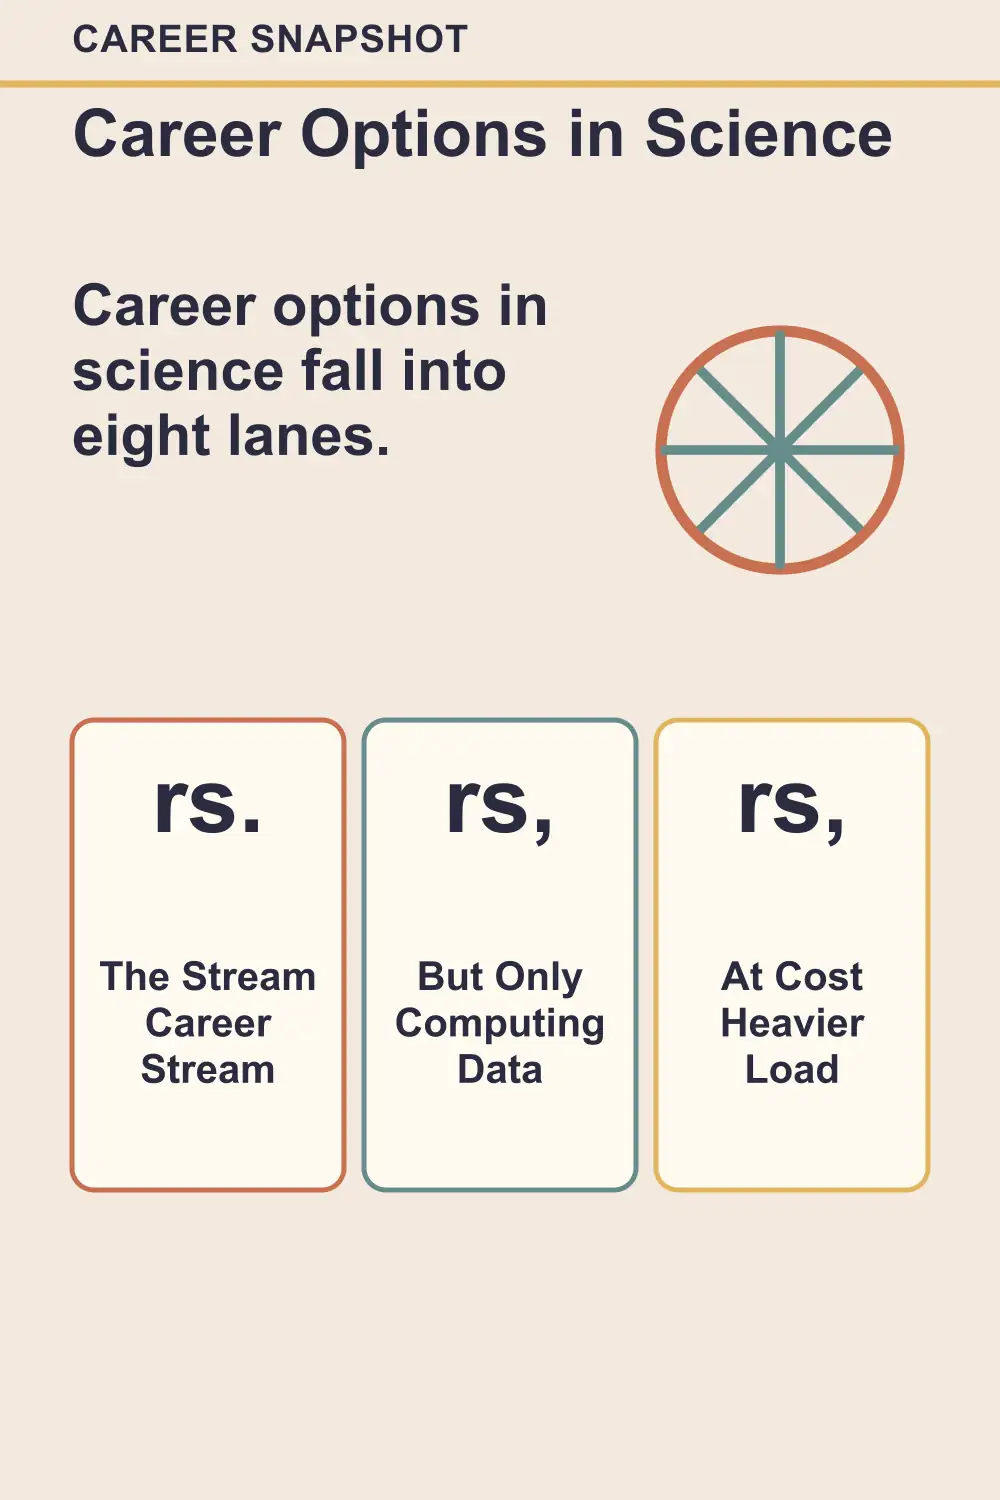 CAREER SNAPSHOT
Career Options in Science
Career options in
science fall into
eight lanes.
rs.
The Stream
Career
Stream
rs,
But Only
Computing
Data
rs,
At Cost
Heavier
Load